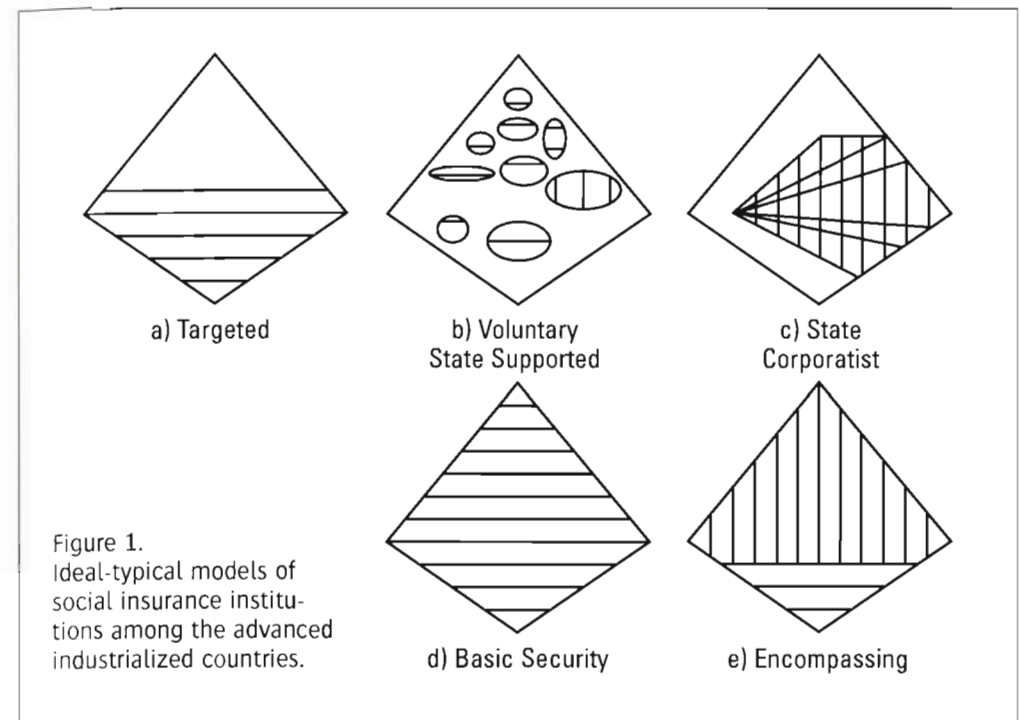 a) Targeted
b) Voluntary
State Supported
c) State
Corporatist
Figure 1.
Ideal-typical models of
social insurance institu-
tions among the advanced
industrialized countries.
d) Basic Security
e) Encompassing